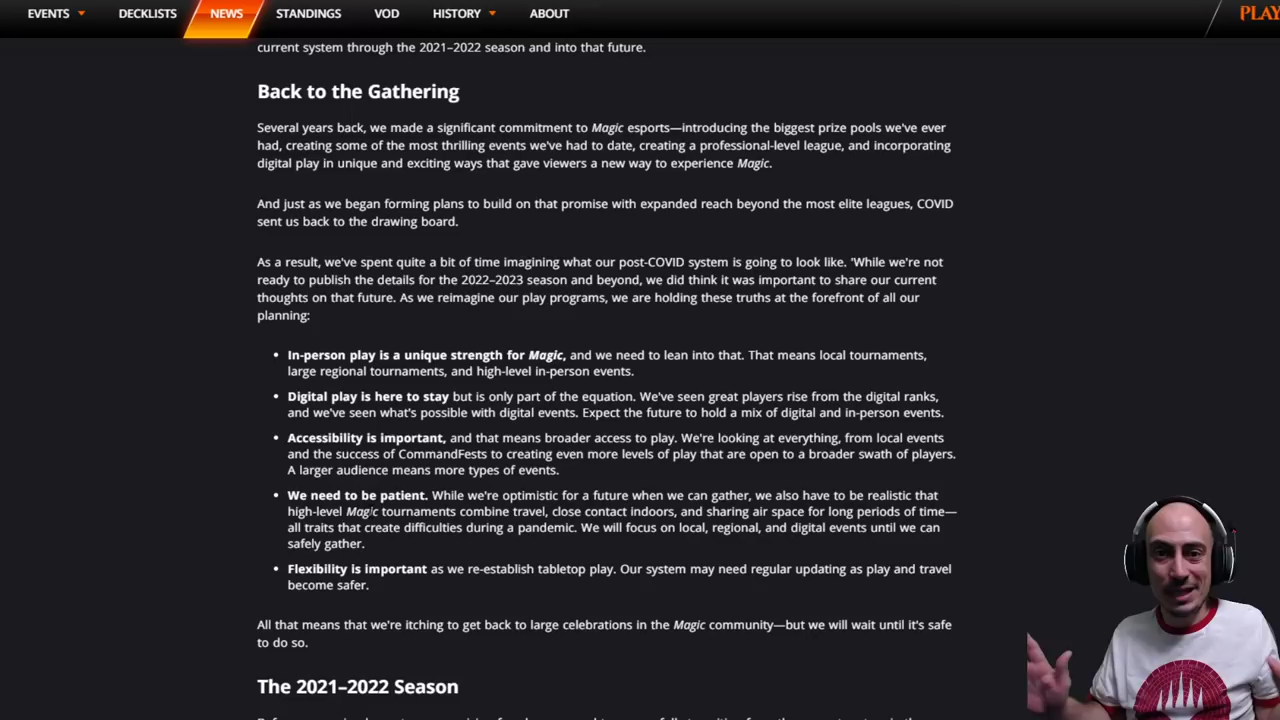 EVENTS DECKLISTS NEWS STANDINGS VOD HISTORY ABOUT PLAY
current system through the 2021–2022 season and into that future.
Back to the Gathering
Several years back, we made a significant commitment to Magic esports—introducing the biggest prize pools we've ever
had, creating some of the most thrilling events we've had to date, creating a professional-level league, and incorporating
digital play in unique and exciting ways that gave viewers a new way to experience Magic.
And just as we began forming plans to build on that promise with expanded reach beyond the most elite leagues, COVID
sent us back to the drawing board.
As a result, we've spent quite a bit of time imagining what our post-COVID system is going to look like. 'While we're not
ready to publish the details for the 2022–2023 season and beyond, we did think it was important to share our current
thoughts on that future. As we reimagine our play programs, we are holding these truths at the forefront of all our
planning:
• In-person play is a unique strength for Magic, and we need to lean into that. That means local tournaments,
large regional tournaments, and high-level in-person events.
• Digital play is here to stay but is only part of the equation. We've seen great players rise from the digital ranks,
and we've seen what's possible with digital events. Expect the future to hold a mix of digital and in-person events.
• Accessibility is important, and that means broader access to play. We're looking at everything, from local events
and the success of CommandFests to creating even more levels of play that are open to a broader swath of players.
A larger audience means more types of events.
• We need to be patient. While we're optimistic for a future when we can gather, we also have to be realistic that
high-level Magic tournaments combine travel, close contact indoors, and sharing air space for long periods of time—
all traits that create difficulties during a pandemic. We will focus on local, regional, and digital events until we can
safely gather.
• Flexibility is important as we re-establish tabletop play. Our system may need regular updating as play and travel
become safer.
All that means that we're itching to get back to large celebrations in the Magic community—but we will wait until it's safe
to do so.
The 2021–2022 Season